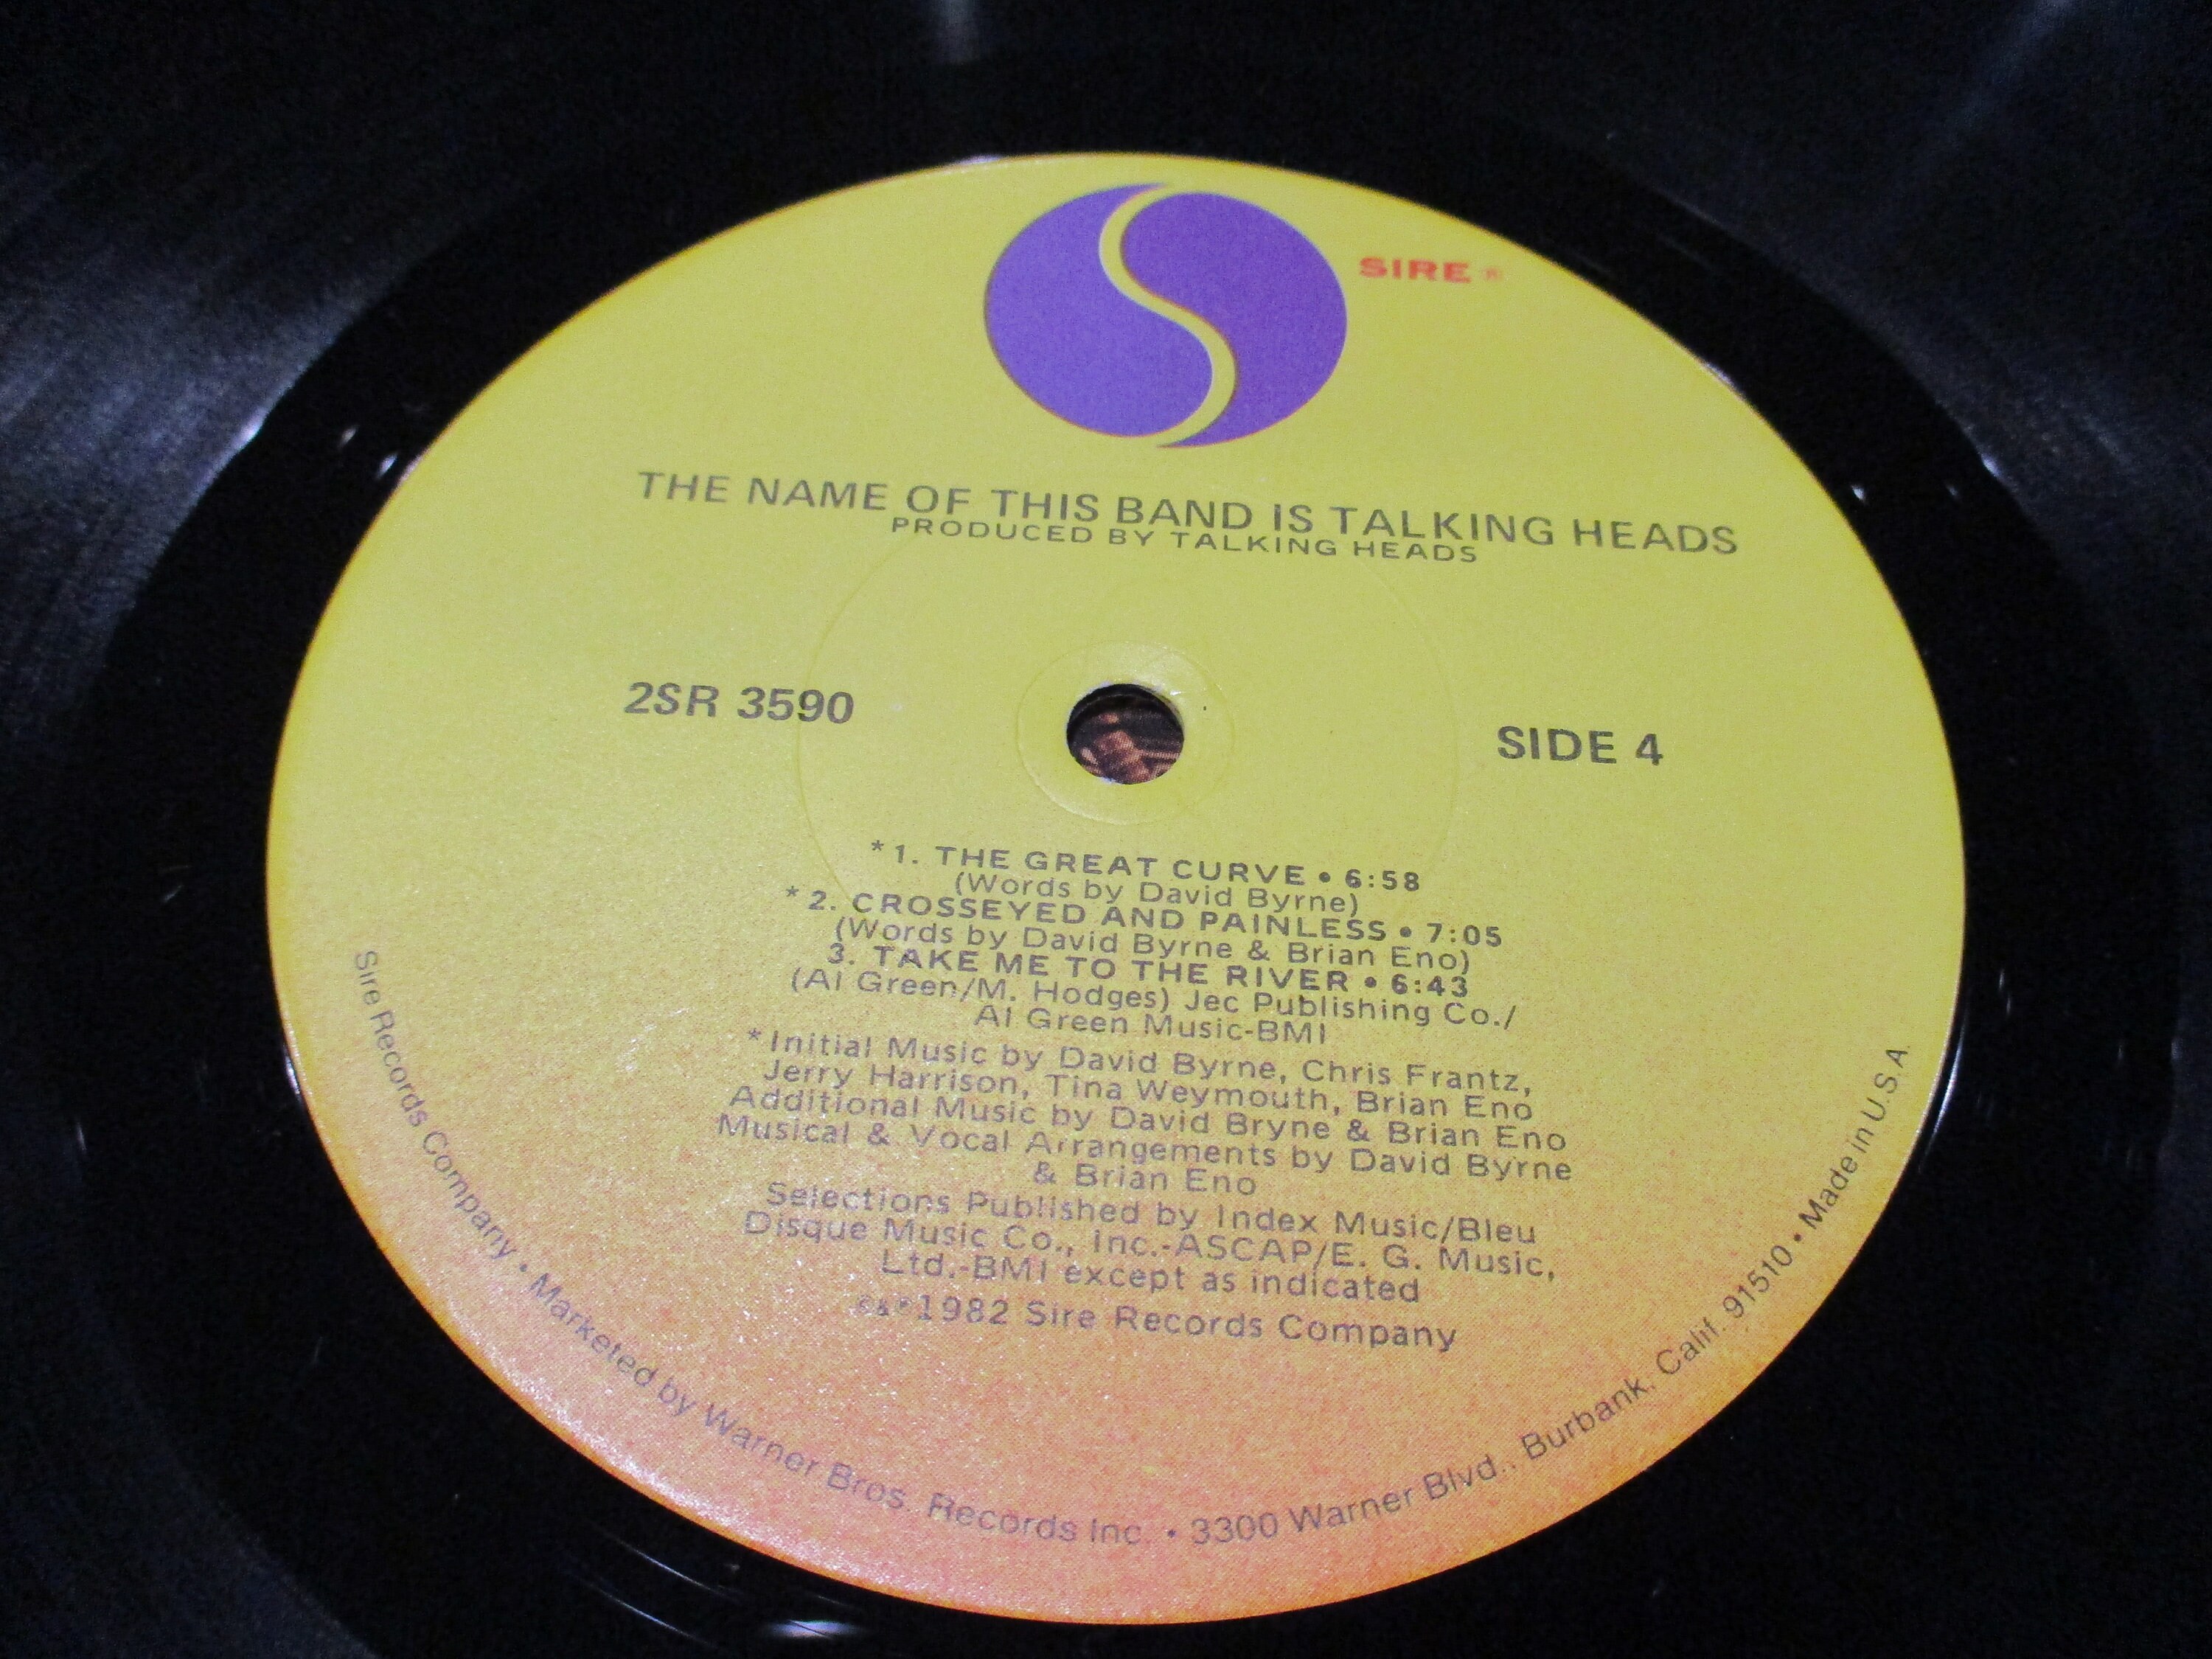 SIRE ®
THE NAME OF THIS BAND IS TALKING HEADS
PRODUCED BY TALKING HEADS
2SR 3590
SIDE 4
*1. THE GREAT CURVE • 6:58
(Words by David Byrne)
*2. CROSSEYED AND PAINLESS • 7:05
(Words by David Byrne & Brian Eno)
3. TAKE ME TO THE RIVER • 6:43
(Al Green/M. Hodges) Jec Publishing Co./
Al Green Music-BMI
*Initial Music by David Byrne, Chris Frantz,
Jerry Harrison, Tina Weymouth, Brian Eno
Additional Music by David Bryne & Brian Eno
Musical & Vocal Arrangements by David Byrne
& Brian Eno
Selections Published by Index Music/Bleu
Disque Music Co., Inc.-ASCAP/E. G. Music,
Ltd.-BMI except as indicated
©&℗1982 Sire Records Company
Sire Records Company • Marketed by Warner Bros. Records Inc. • 3300 Warner Blvd., Burbank, Calif. 91510 • Made in U.S.A.